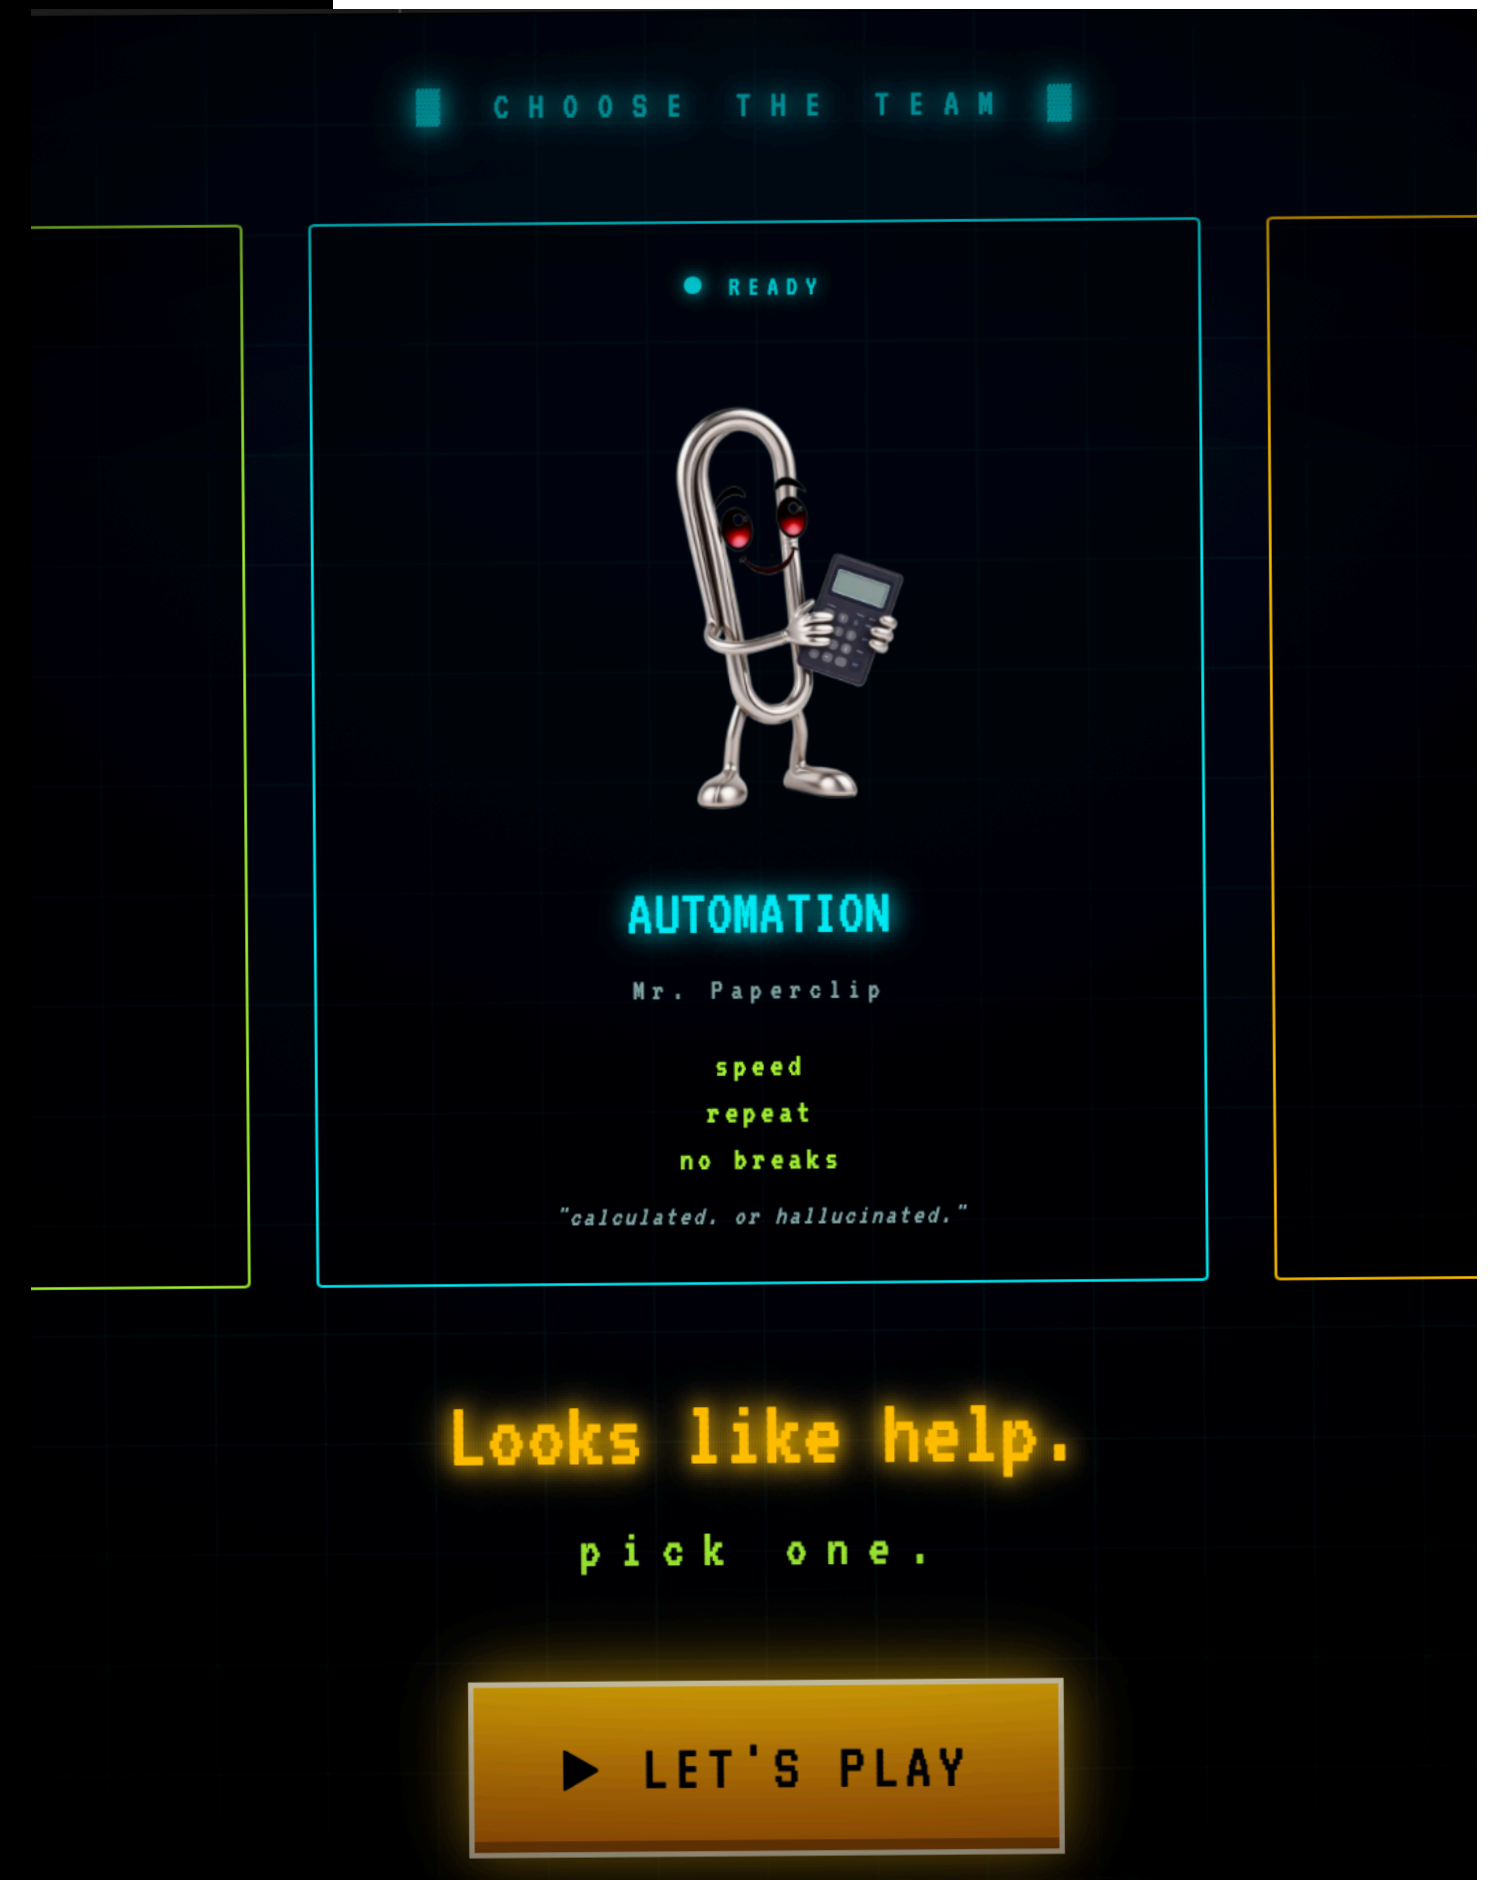 CHOOSE THE TEAM
READY
AUTOMATION
Mr. Paperclip
speed
repeat
no breaks
"calculated. or hallucinated."
Looks like help.
pick one.
▶ LET'S PLAY